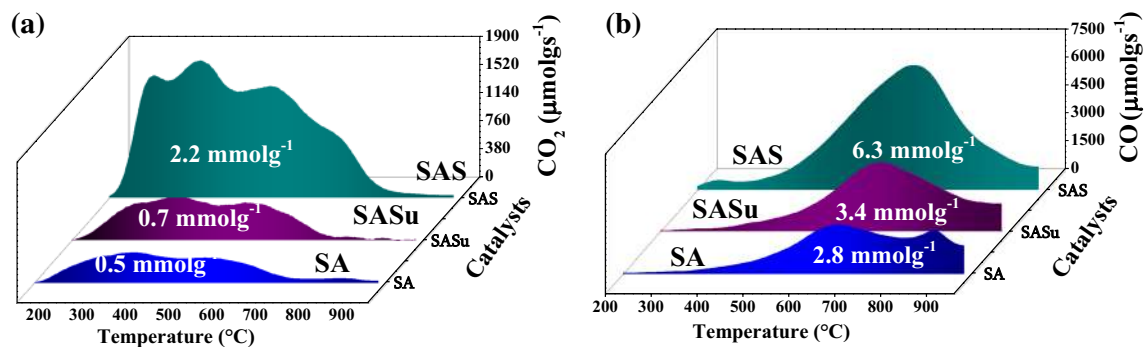 (a)
1900
1520
1140
760
380
0
CO₂ (μmolgs⁻¹)
2.2 mmolg⁻¹
SAS
SAS
0.7 mmolg⁻¹
SASu
SASu
0.5 mmolg⁻¹
SA
SA
Catalysts
200 300 400 500 600 700 800 900
Temperature (°C)
(b)
7500
6000
4500
3000
1500
0
CO (μmolgs⁻¹)
SAS
6.3 mmolg⁻¹
SAS
SASu
3.4 mmolg⁻¹
SASu
SA
2.8 mmolg⁻¹
SA
Catalysts
200 300 400 500 600 700 800 900
Temperature (°C)